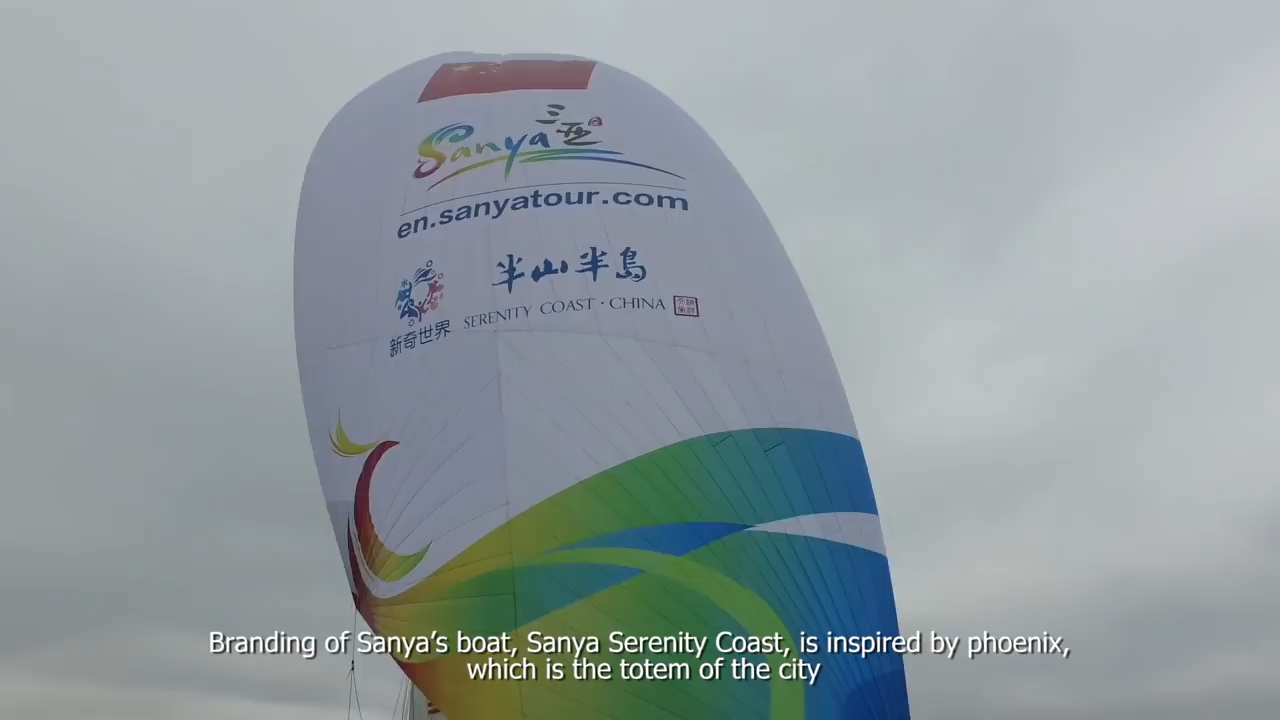 Sanya三亚
en.sanyatour.com
半山半島
SERENITY COAST · CHINA
新奇世界
Branding of Sanya’s boat, Sanya Serenity Coast, is inspired by phoenix,
which is the totem of the city